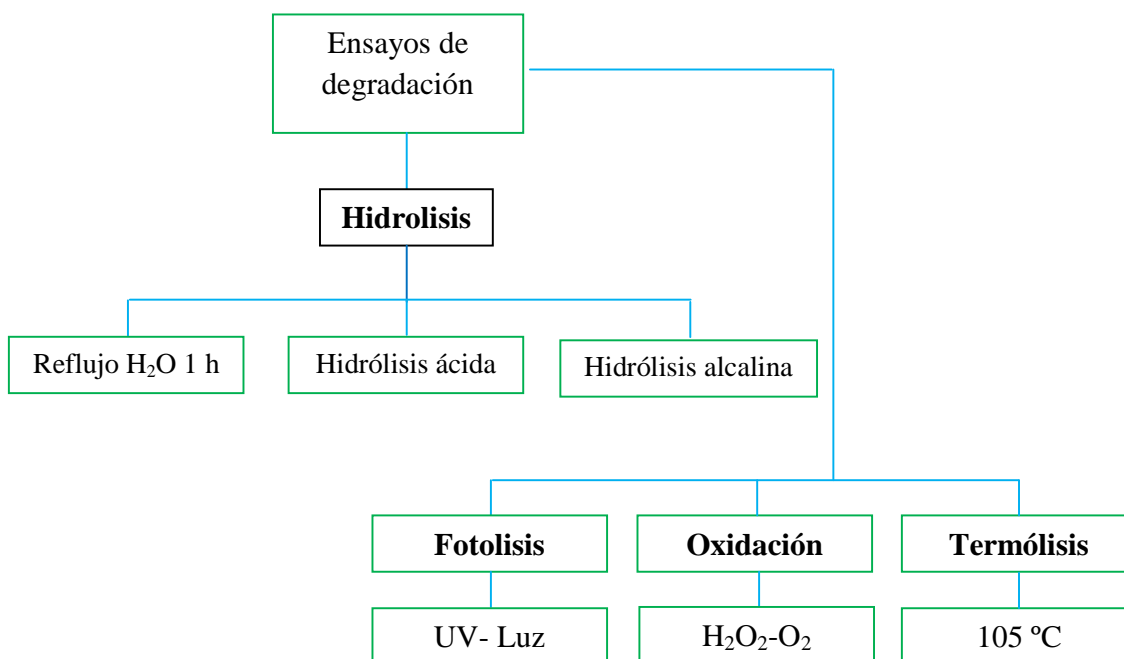 Ensayos de
degradación
Hidrolisis
Reflujo H₂O 1 h
Hidrólisis ácida
Hidrólisis alcalina
Fotolisis
Oxidación
Termólisis
UV- Luz
H₂O₂-O₂
105 ºC